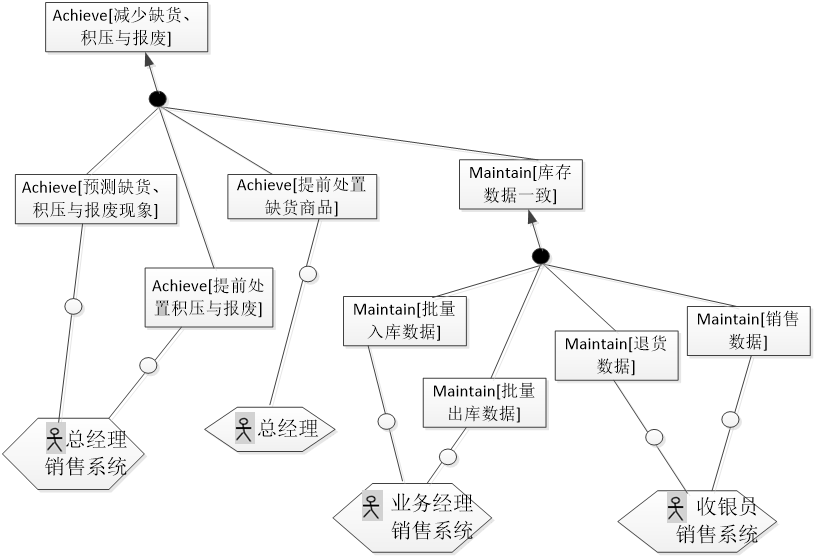 Achieve[减少缺货、
积压与报废]
Achieve[预测缺货、
积压与报废现象]
Achieve[提前处置
缺货商品]
Maintain[库存
数据一致]
Achieve[提前处
置积压与报废]
Maintain[批量
入库数据]
Maintain[批量
出库数据]
Maintain[退货
数据]
Maintain[销售
数据]
总经理
销售系统
总经理
业务经理
销售系统
收银员
销售系统